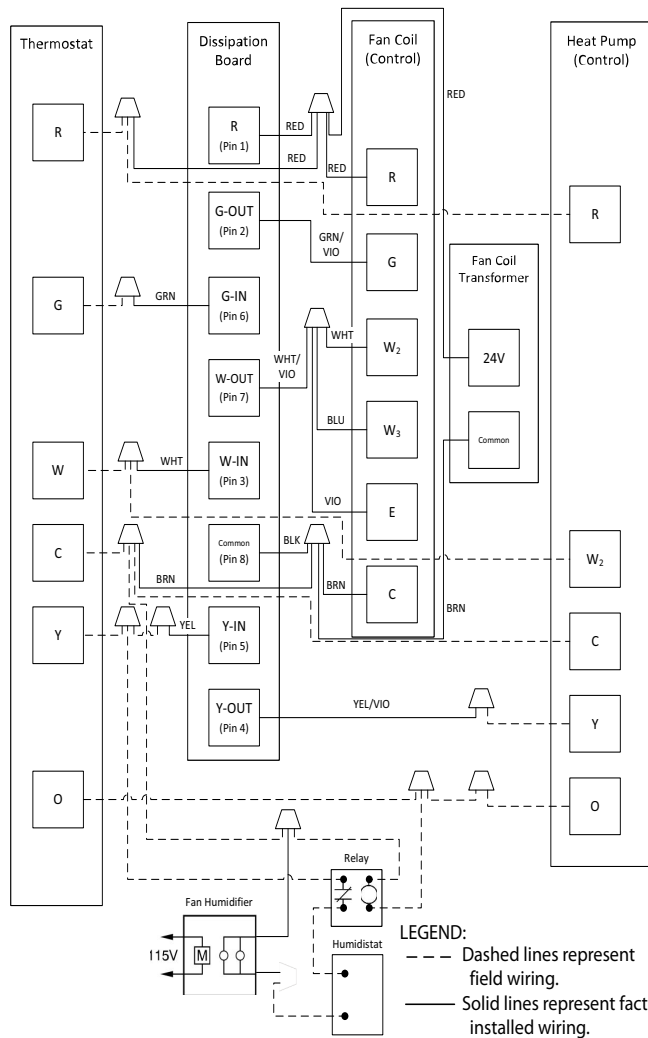 Thermostat
Dissipation
Board
Fan Coil
(Control)
Heat Pump
(Control)
RED
R
R
(Pin 1)
RED
RED
RED
R
R
G-OUT
(Pin 2)
GRN/
VIO
G
Fan Coil
Transformer
G
GRN
G-IN
(Pin 6)
WHT
W2
24V
W-OUT
(Pin 7)
WHT/
VIO
BLU
W3
Common
W
WHT
W-IN
(Pin 3)
VIO
E
C
Common
(Pin 8)
BLK
BRN
BRN
C
BRN
W2
Y
YEL
Y-IN
(Pin 5)
C
Y-OUT
(Pin 4)
YEL/VIO
Y
O
O
Relay
Fan Humidifier
115V
M
Humidistat
LEGEND:
Dashed lines represent
field wiring.
Solid lines represent fact
installed wiring.